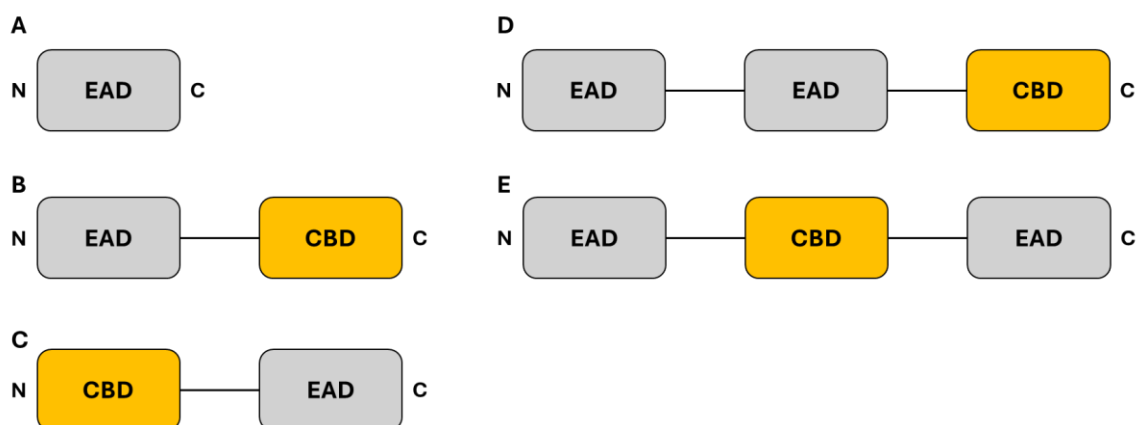 A
N EAD C
B
N EAD CBD C
C
N CBD EAD C
D
N EAD EAD CBD C
E
N EAD CBD EAD C